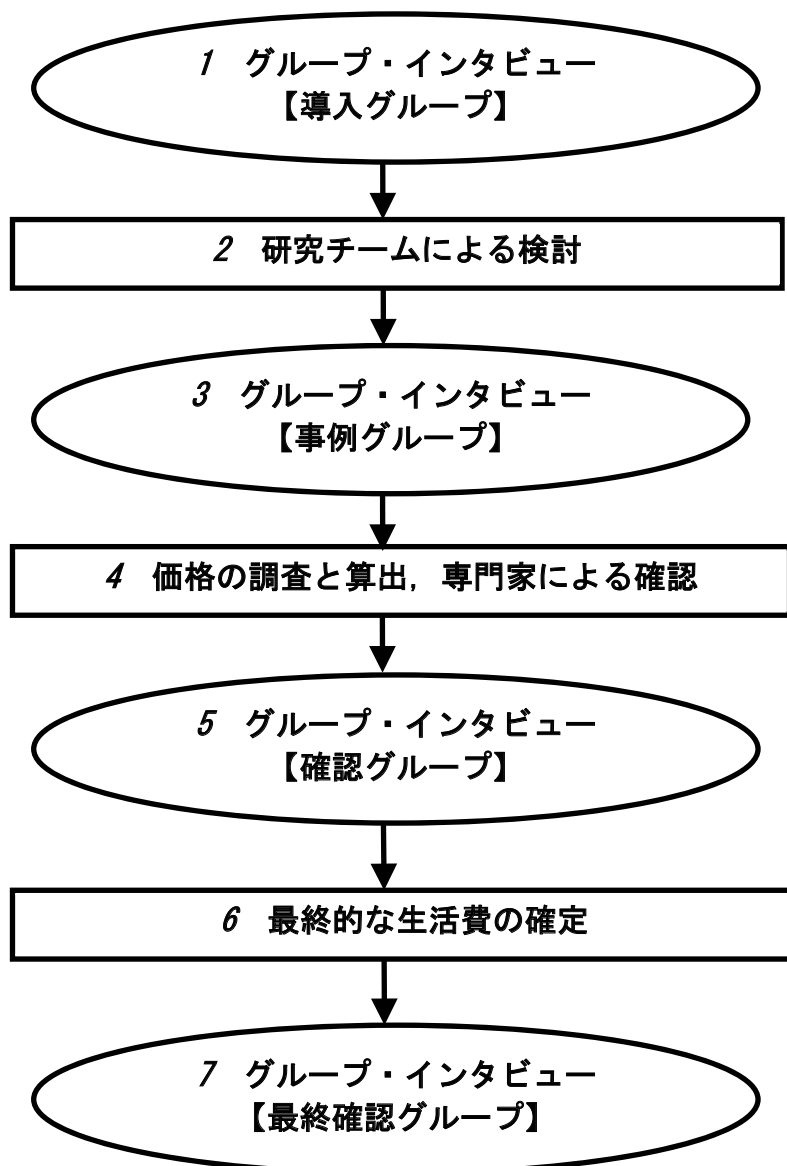 1 グループ・インタビュー
【導入グループ】
2 研究チームによる検討
3 グループ・インタビュー
【事例グループ】
4 価格の調査と算出，専門家による確認
5 グループ・インタビュー
【確認グループ】
6 最終的な生活費の確定
7 グループ・インタビュー
【最終確認グループ】